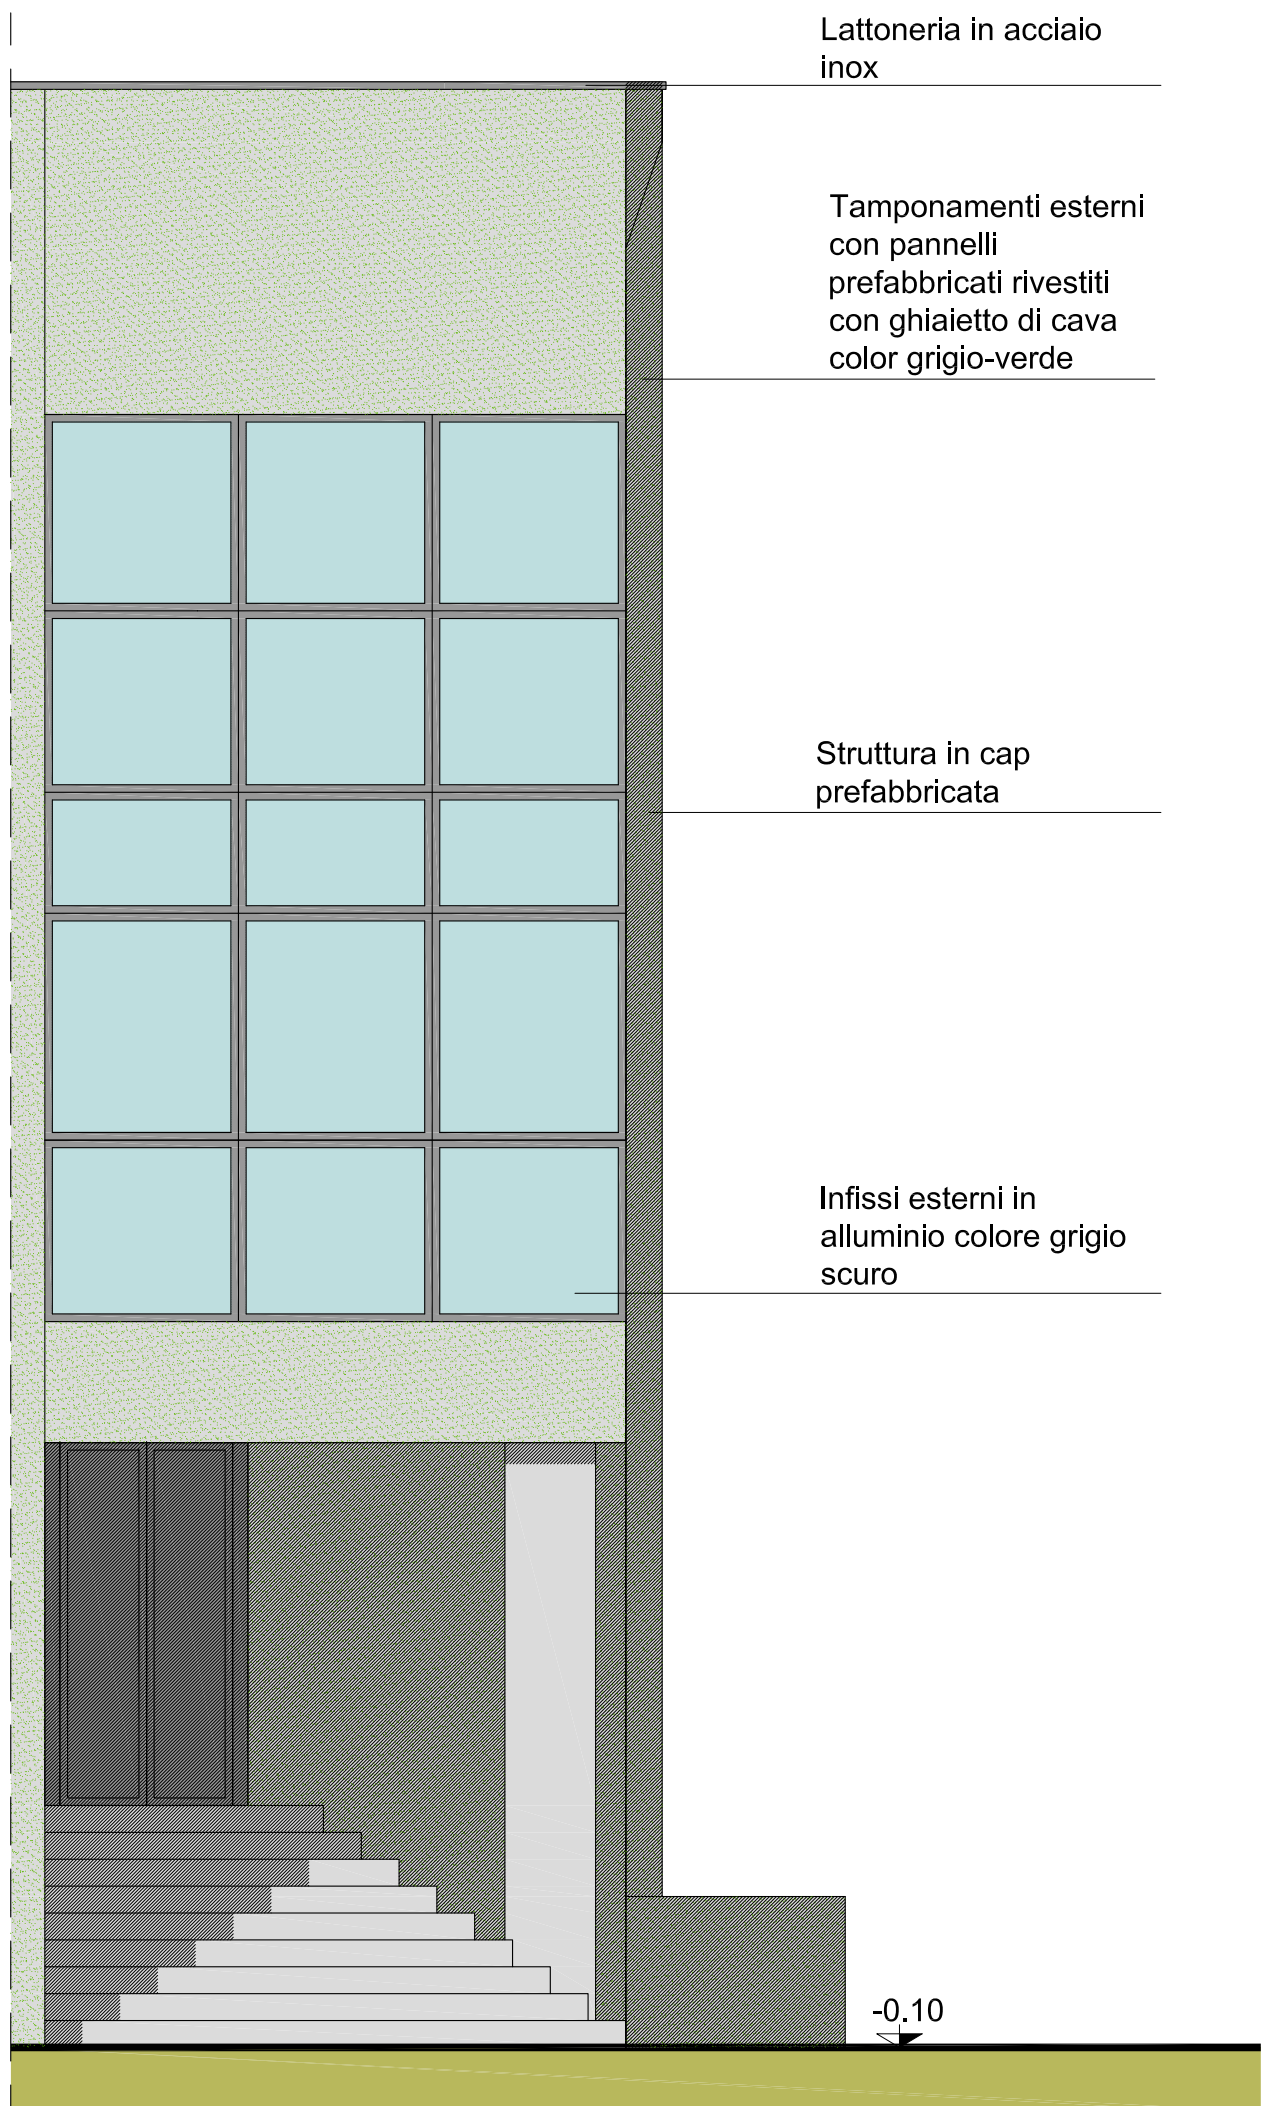 Lattoneria in acciaio
inox
Tamponamenti esterni
con pannelli
prefabbricati rivestiti
con ghiaietto di cava
color grigio-verde
Struttura in cap
prefabbricata
Infissi esterni in
alluminio colore grigio
scuro
-0.10